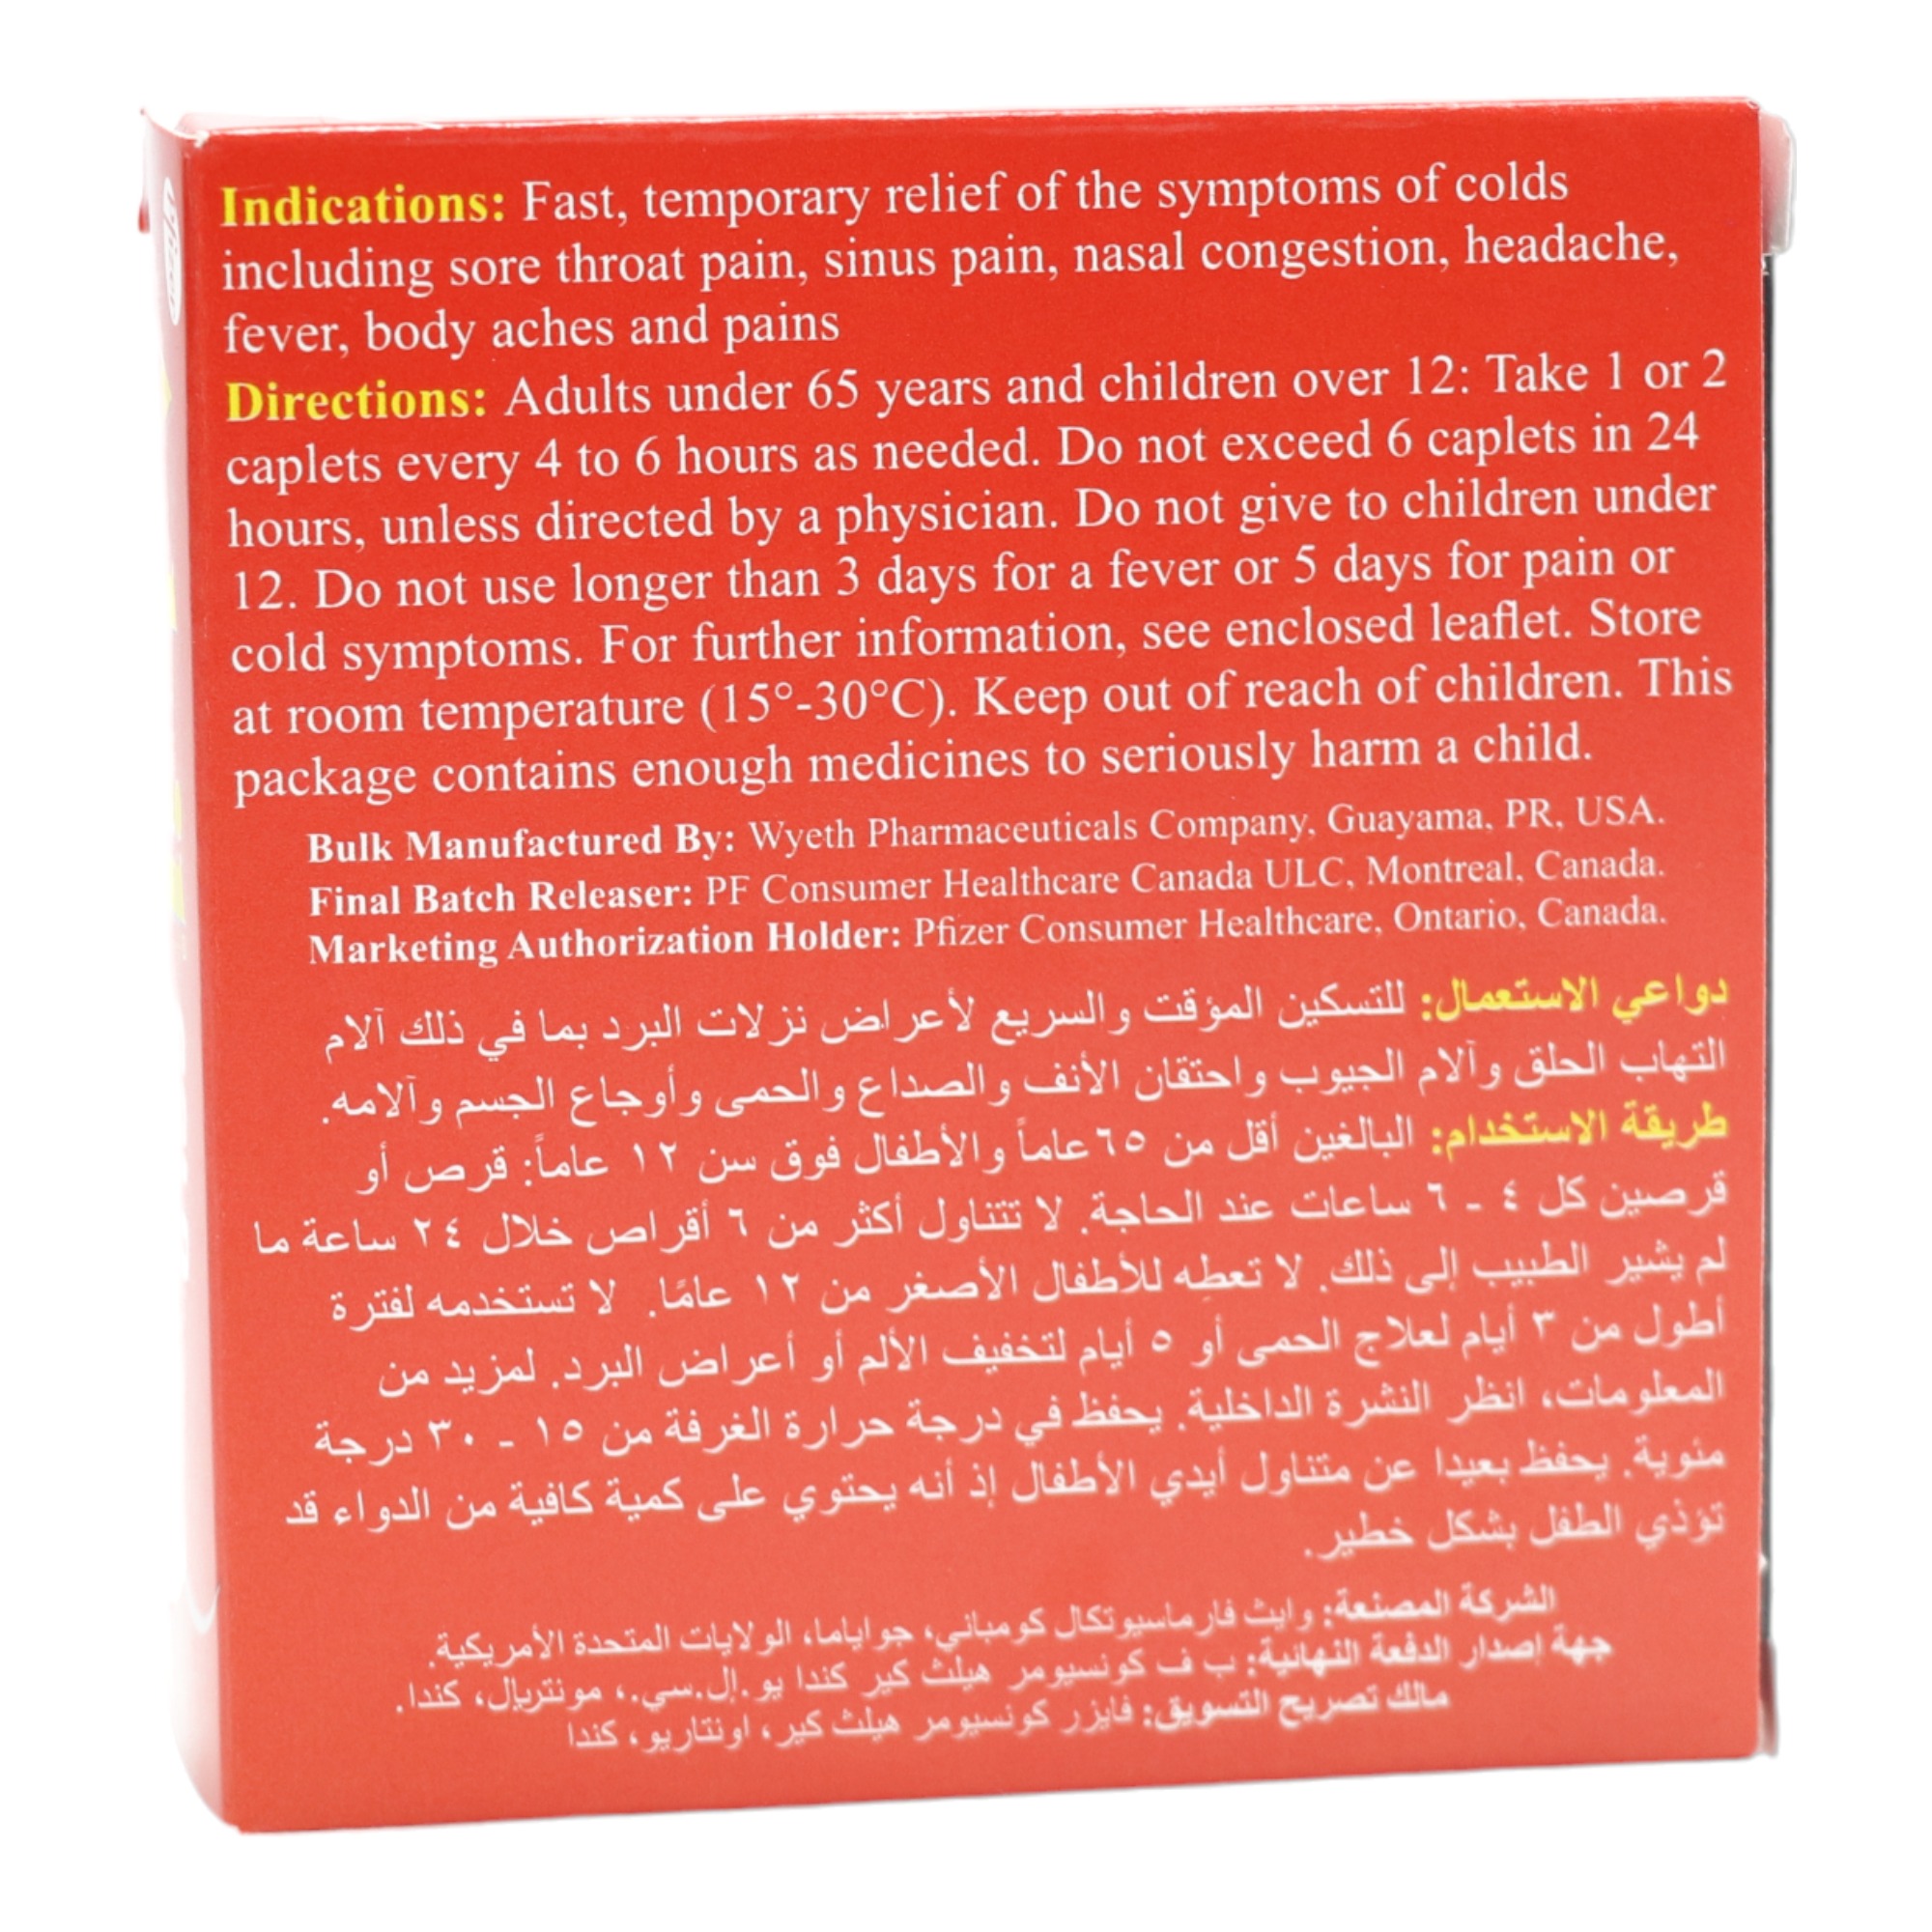 Indications: Fast, temporary relief of the symptoms of colds
including sore throat pain, sinus pain, nasal congestion, headache,
fever, body aches and pains
Directions: Adults under 65 years and children over 12: Take 1 or 2
caplets every 4 to 6 hours as needed. Do not exceed 6 caplets in 24
hours, unless directed by a physician. Do not give to children under
12. Do not use longer than 3 days for a fever or 5 days for pain or
cold symptoms. For further information, see enclosed leaflet. Store
at room temperature (15°-30°C). Keep out of reach of children. This
package contains enough medicines to seriously harm a child.
Bulk Manufactured By: Wyeth Pharmaceuticals Company, Guayama, PR, USA.
Final Batch Releaser: PF Consumer Healthcare Canada ULC, Montreal, Canada.
Marketing Authorization Holder: Pfizer Consumer Healthcare, Ontario, Canada.
دواعي الاستعمال: للتسكين المؤقت والسريع لأعراض نزلات البرد بما في ذلك آلام
التهاب الحلق وآلام الجيوب واحتقان الأنف والصداع والحمى وأوجاع الجسم وآلامه.
طريقة الاستخدام: البالغين أقل من ٦٥ عاماً والأطفال فوق سن ١٢ عاماً: قرص أو
قرصين كل ٤ - ٦ ساعات عند الحاجة. لا تتناول أكثر من ٦ أقراص خلال ٢٤ ساعة ما
لم يشير الطبيب إلى ذلك. لا تعطِه للأطفال الأصغر من ١٢ عامًا. لا تستخدمه لفترة
أطول من ٣ أيام لعلاج الحمى أو ٥ أيام لتخفيف الألم أو أعراض البرد. لمزيد من
المعلومات، انظر النشرة الداخلية. يحفظ في درجة حرارة الغرفة من ١٥ - ٣٠ درجة
مئوية. يحفظ بعيدا عن متناول أيدي الأطفال إذ أنه يحتوي على كمية كافية من الدواء قد
تؤذي الطفل بشكل خطير.
الشركة المصنعة: وايث فارماسيوتكال كومباني، جواياما، الولايات المتحدة الأمريكية.
جهة إصدار الدفعة النهائية: ب ف كونسيومر هيلث كير كندا يو.إل.سي.، مونتريال، كندا.
مالك تصريح التسويق: فايزر كونسيومر هيلث كير، اونتاريو، كندا